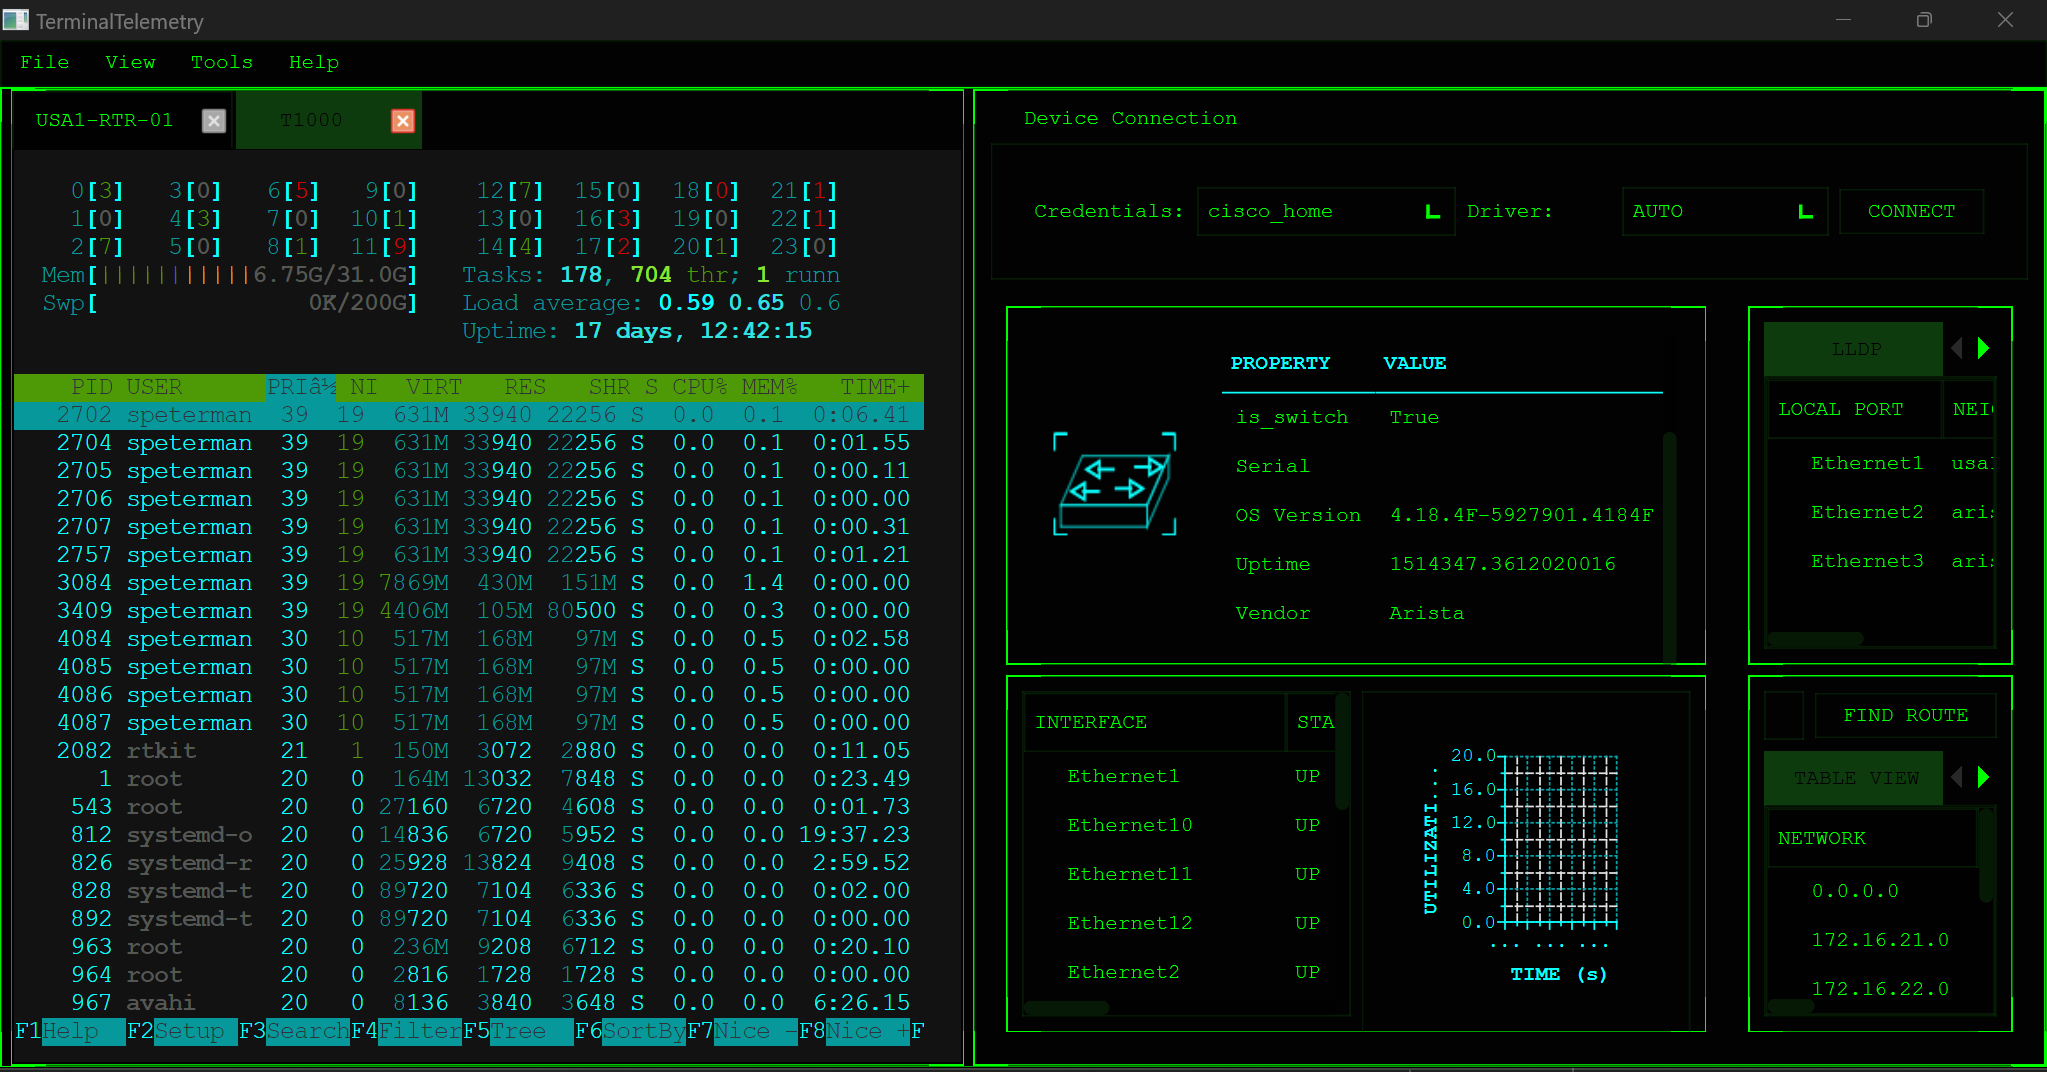 TerminalTelemetry
File View Tools Help
USA1-RTR-01 T1000
0[3] 3[0] 6[5] 9[0] 12[7] 15[0] 18[0] 21[1]
1[0] 4[3] 7[0] 10[1] 13[0] 16[3] 19[0] 22[1]
2[7] 5[0] 8[1] 11[9] 14[4] 17[2] 20[1] 23[0]
Mem[|||||||||||6.75G/31.0G] Tasks: 178, 704 thr; 1 runn
Swp[ 0K/200G] Load average: 0.59 0.65 0.6
Uptime: 17 days, 12:42:15
PID USER PRIâ½ NI VIRT RES SHR S CPU% MEM% TIME+
2702 speterman 39 19 631M 33940 22256 S 0.0 0.1 0:06.41
2704 speterman 39 19 631M 33940 22256 S 0.0 0.1 0:01.55
2705 speterman 39 19 631M 33940 22256 S 0.0 0.1 0:00.11
2706 speterman 39 19 631M 33940 22256 S 0.0 0.1 0:00.00
2707 speterman 39 19 631M 33940 22256 S 0.0 0.1 0:00.31
2757 speterman 39 19 631M 33940 22256 S 0.0 0.1 0:01.21
3084 speterman 39 19 7869M 430M 151M S 0.0 1.4 0:00.00
3409 speterman 39 19 4406M 105M 80500 S 0.0 0.3 0:00.00
4084 speterman 30 10 517M 168M 97M S 0.0 0.5 0:02.58
4085 speterman 30 10 517M 168M 97M S 0.0 0.5 0:00.00
4086 speterman 30 10 517M 168M 97M S 0.0 0.5 0:00.00
4087 speterman 30 10 517M 168M 97M S 0.0 0.5 0:00.00
2082 rtkit 21 1 150M 3072 2880 S 0.0 0.0 0:11.05
1 root 20 0 164M 13032 7848 S 0.0 0.0 0:23.49
543 root 20 0 27160 6720 4608 S 0.0 0.0 0:01.73
812 systemd-o 20 0 14836 6720 5952 S 0.0 0.0 19:37.23
826 systemd-r 20 0 25928 13824 9408 S 0.0 0.0 2:59.52
828 systemd-t 20 0 89720 7104 6336 S 0.0 0.0 0:02.00
892 systemd-t 20 0 89720 7104 6336 S 0.0 0.0 0:00.00
963 root 20 0 236M 9208 6712 S 0.0 0.0 0:20.10
964 root 20 0 2816 1728 1728 S 0.0 0.0 0:00.00
967 avahi 20 0 8136 3840 3648 S 0.0 0.0 6:26.15
F1Help F2Setup F3SearchF4FilterF5Tree F6SortByF7Nice -F8Nice +F
Device Connection
Credentials: cisco_home Driver: AUTO CONNECT
PROPERTY VALUE
is_switch True
Serial
OS Version 4.18.4F-5927901.4184F
Uptime 1514347.3612020016
Vendor Arista
LLDP
LOCAL PORT NEI
Ethernet1 usa
Ethernet2 ari
Ethernet3 ari
INTERFACE STA
Ethernet1 UP
Ethernet10 UP
Ethernet11 UP
Ethernet12 UP
Ethernet2 UP
UTILIZATI...
20.0
16.0
12.0
8.0
4.0
0.0
... ... ...
TIME (s)
FIND ROUTE
TABLE VIEW
NETWORK
0.0.0.0
172.16.21.0
172.16.22.0